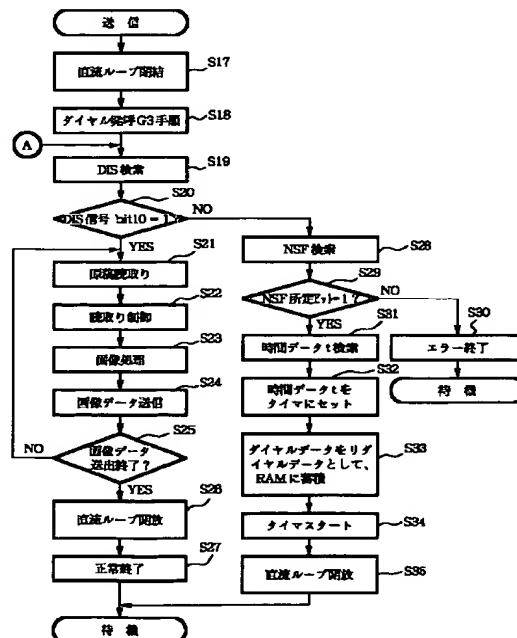 送 信
直流ループ閉結
S17
ダイヤル発呼G3手順
S18
A
DIS検索
S19
S20
DIS信号 bit10 = 1
NO
YES
S21
原稿読取り
S22
読取り制御
S23
画像処理
S24
画像データ送信
S25
画像データ
送出終了?
NO
YES
S26
直流ループ開放
S27
正常終了
待 機
NSF検索
S28
S29
NSF所定ビット=1?
NO
YES
S30
エラー終了
待 機
S31
時間データt検索
S32
時間データtを
タイマにセット
ダイヤルデータをリダ
イヤルデータとして、
RAMに蓄積
S33
タイマスタート
S34
直流ループ開放
S35